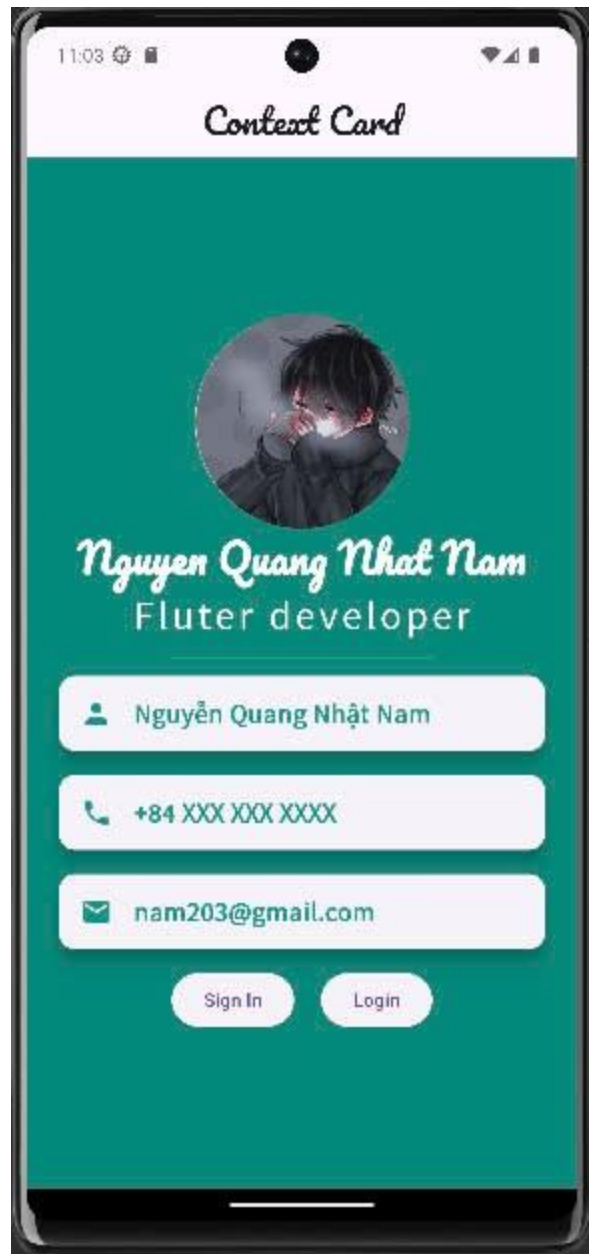 11:03
Context Card
Nguyen Quang Nhat Nam
Fluter developer
Nguyễn Quang Nhật Nam
+84 XXX XXX XXXX
nam203@gmail.com
Sign In Login